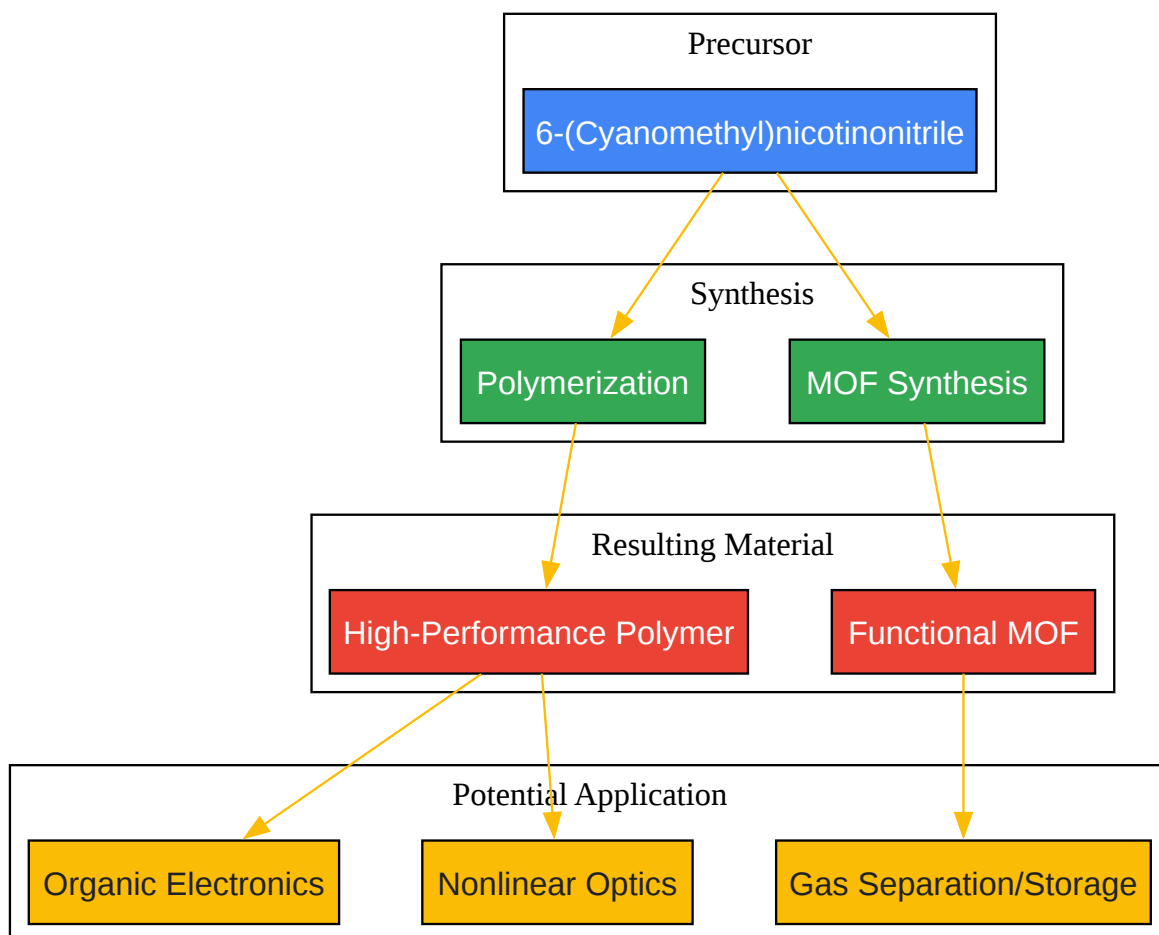 Precursor
6-(Cyanomethyl)nicotinonitrile
Synthesis
Polymerization
MOF Synthesis
Resulting Material
High-Performance Polymer
Functional MOF
Potential Application
Organic Electronics
Nonlinear Optics
Gas Separation/Storage